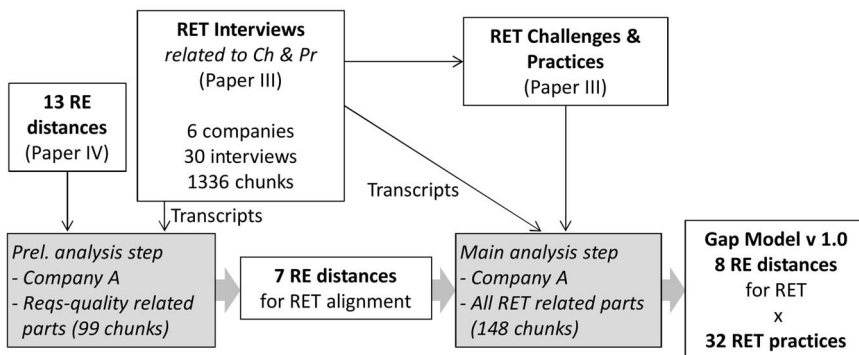 RET Interviews
related to Ch & Pr
(Paper III)
6 companies
30 interviews
1336 chunks
RET Challenges &
Practices
(Paper III)
13 RE
distances
(Paper IV)
Transcripts
Transcripts
Prel. analysis step
- Company A
- Reqs-quality related
parts (99 chunks)
7 RE distances
for RET alignment
Main analysis step
- Company A
- All RET related parts
(148 chunks)
Gap Model v 1.0
8 RE distances
for RET
x
32 RET practices